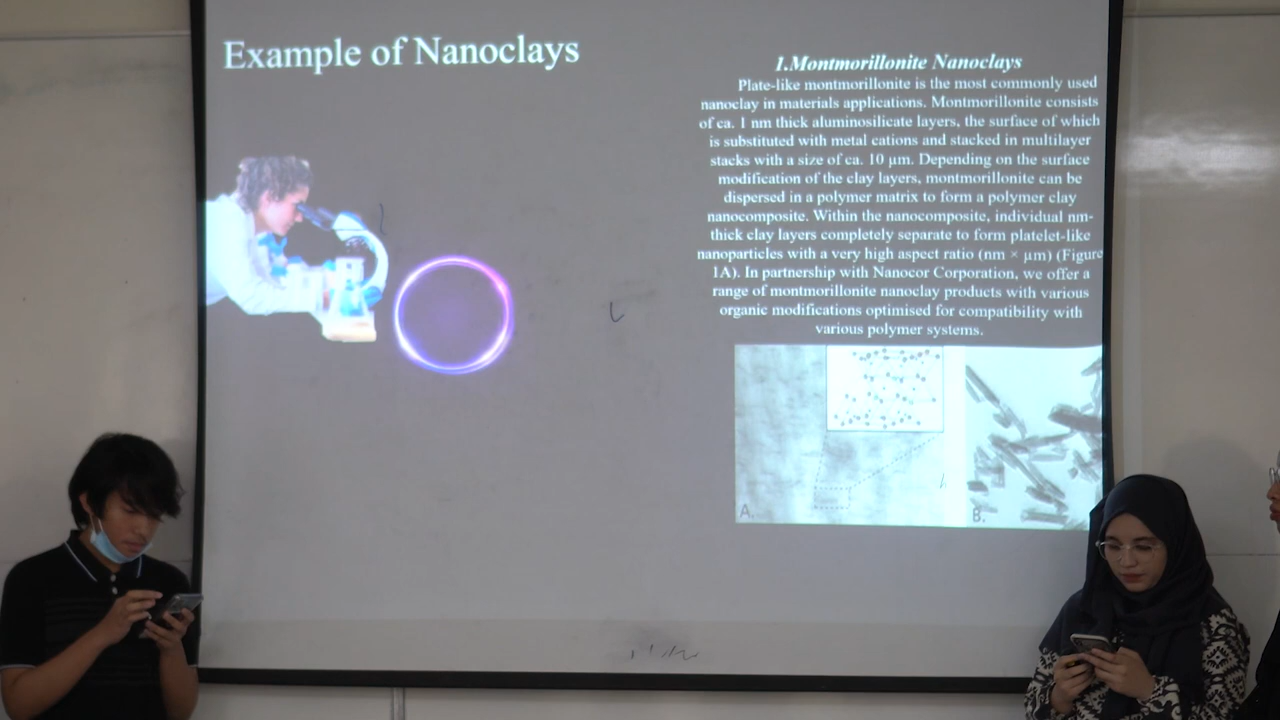 Example of Nanoclays
1.Montmorillonite Nanoclays
Plate-like montmorillonite is the most commonly used
nanoclay in materials applications. Montmorillonite consists
of ca. 1 nm thick aluminosilicate layers, the surface of which
is substituted with metal cations and stacked in multilayer
stacks with a size of ca. 10 µm. Depending on the surface
modification of the clay layers, montmorillonite can be
dispersed in a polymer matrix to form a polymer clay
nanocomposite. Within the nanocomposite, individual nm-
thick clay layers completely separate to form platelet-like
nanoparticles with a very high aspect ratio (nm × µm) (Figure
1A). In partnership with Nanocor Corporation, we offer a
range of montmorillonite nanoclay products with various
organic modifications optimised for compatibility with
various polymer systems.
A.
B.